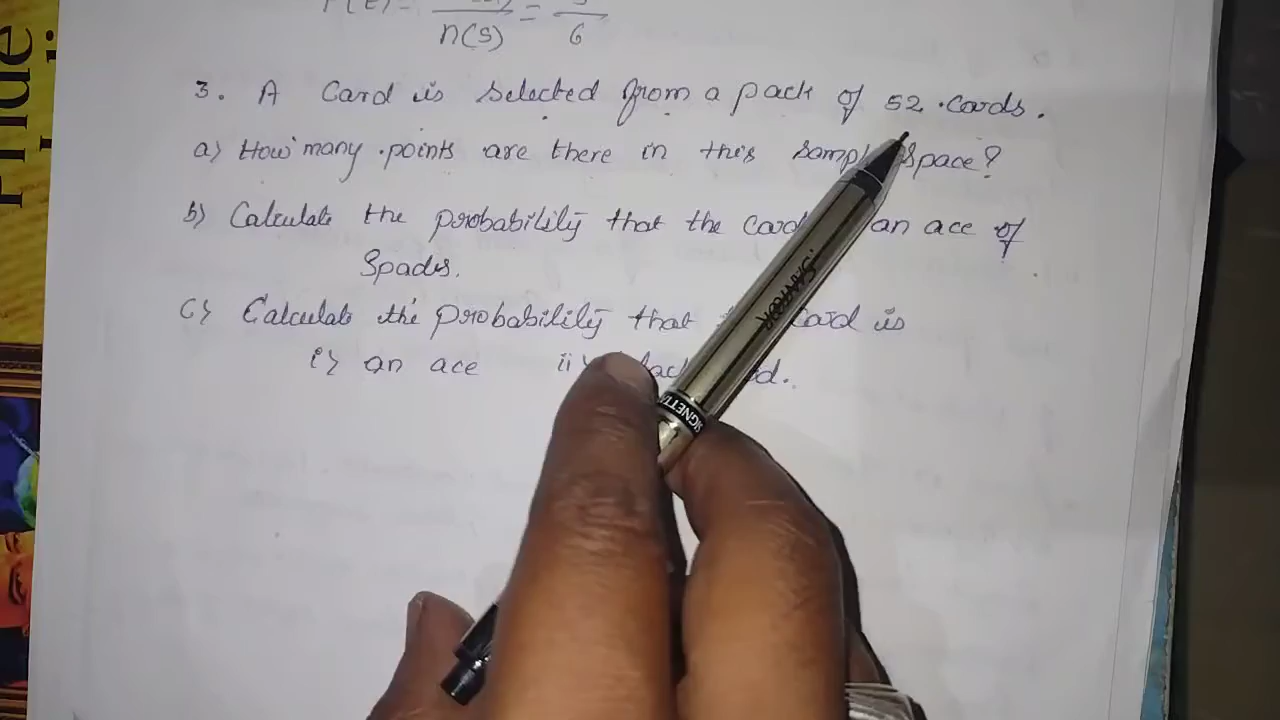 n(S) = 6
3. A Card is selected from a pack of 52 cards.
a) How many points are there in this Sample Space?
b) Calculate the probability that the card an ace of
Spades.
c) Calculate the probability that card is
i) an ace ii)
SANFOOR
SIGNETTA